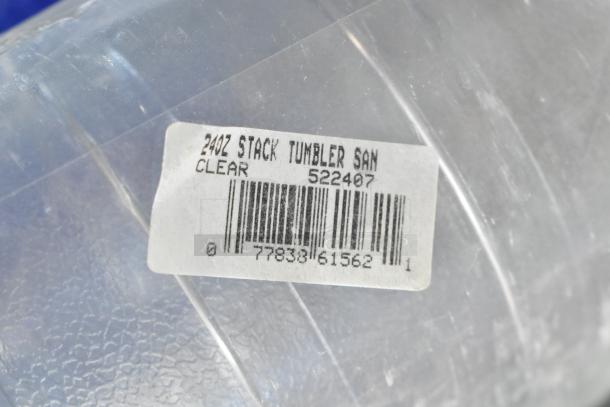 24OZ STACK TUMBLER SAN
CLEAR 522407
0 77838 61562 1